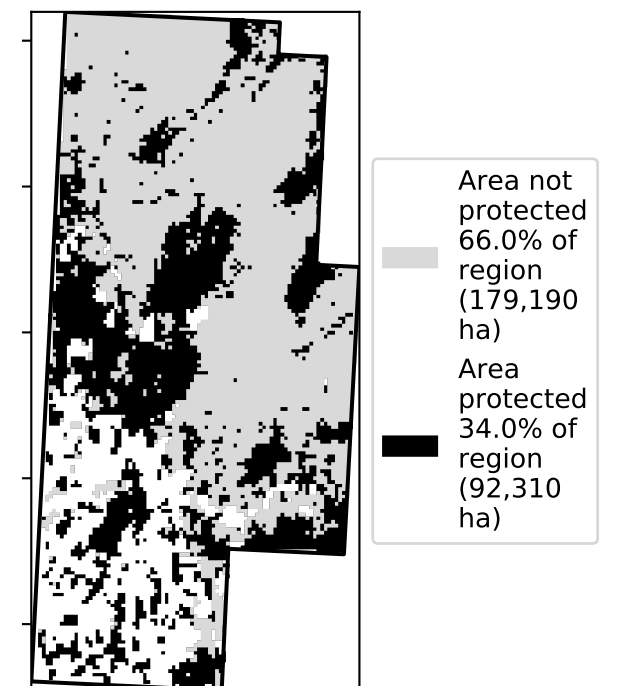 Area not
protected
66.0% of
region
(179,190
ha)
Area
protected
34.0% of
region
(92,310
ha)